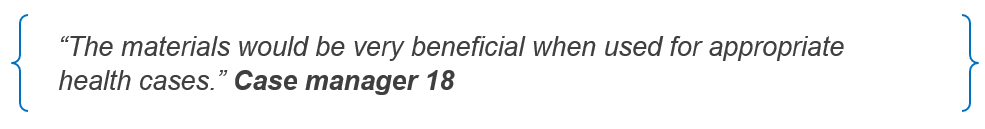 “The materials would be very beneficial when used for appropriate
health cases.” Case manager 18